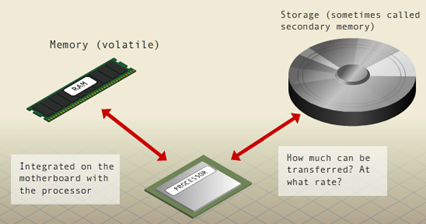 Storage (sometimes called
secondary memory)
Memory (volatile)
RAM
Integrated on the
motherboard with
the processor
PROCESSOR
How much can be
transferred? At
what rate?